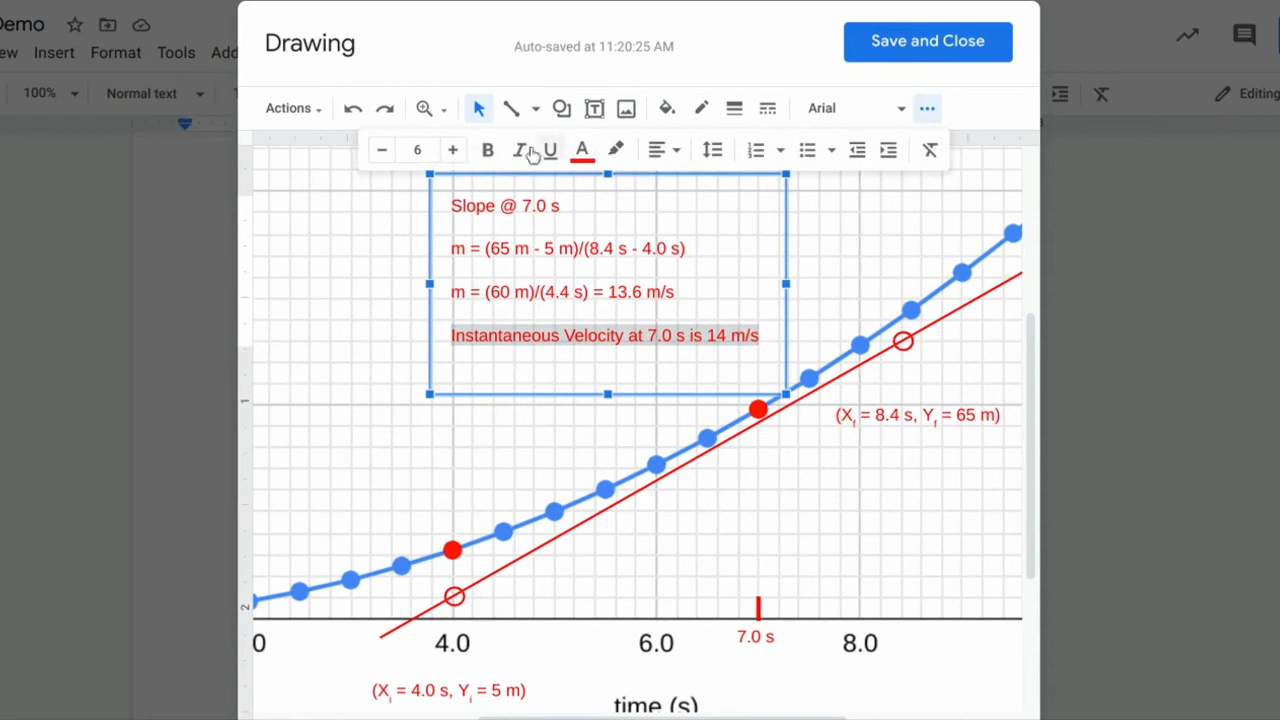 Demo
ew Insert Format Tools Add
100% Normal text
Editing
Drawing
Auto-saved at 11:20:25 AM
Save and Close
Actions
Arial
6
B I U A
Slope @ 7.0 s
m = (65 m - 5 m)/(8.4 s - 4.0 s)
m = (60 m)/(4.4 s) = 13.6 m/s
Instantaneous Velocity at 7.0 s is 14 m/s
1
(Xf = 8.4 s, Yf = 65 m)
2
0 4.0 6.0 7.0 s 8.0
(Xi = 4.0 s, Yi = 5 m)
time (s)